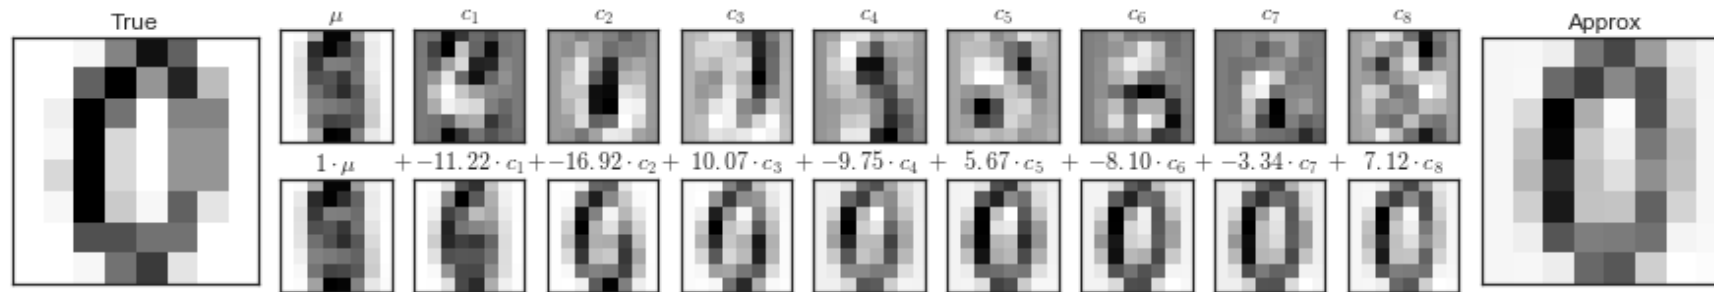 True μ c₁ c₂ c₃ c₄ c₅ c₆ c₇ c₈ Approx
1 · μ + −11.22 · c₁ + −16.92 · c₂ + 10.07 · c₃ + −9.75 · c₄ + 5.67 · c₅ + −8.10 · c₆ + −3.34 · c₇ + 7.12 · c₈